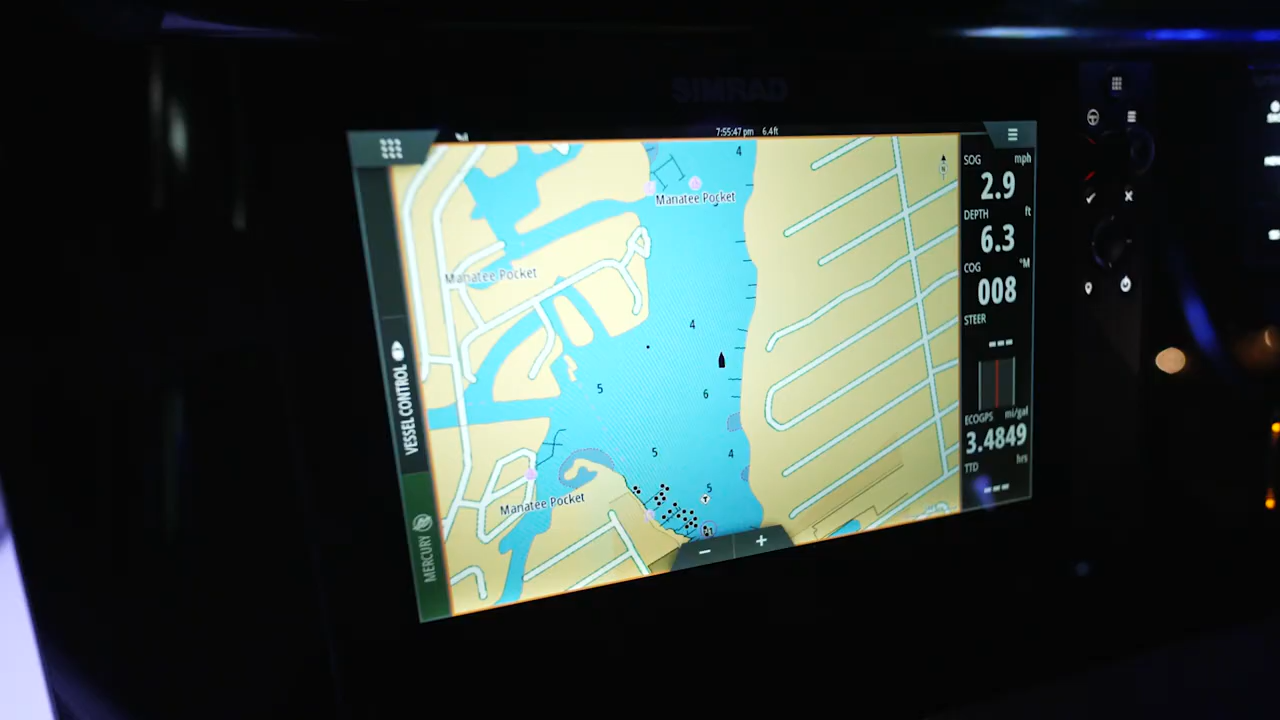 SIMRAD
7:55:47 pm 6.4ft
4
SOG mph
2.9
Manatee Pocket
DEPTH ft
6.3
COG °M
008
Manatee Pocket
STEER
4
---
5
6
VESSEL CONTROL
ECOGPS mi/gal
3.4849
5
4
TTD hrs
---
5
T
Manatee Pocket
N
MERCURY
− +